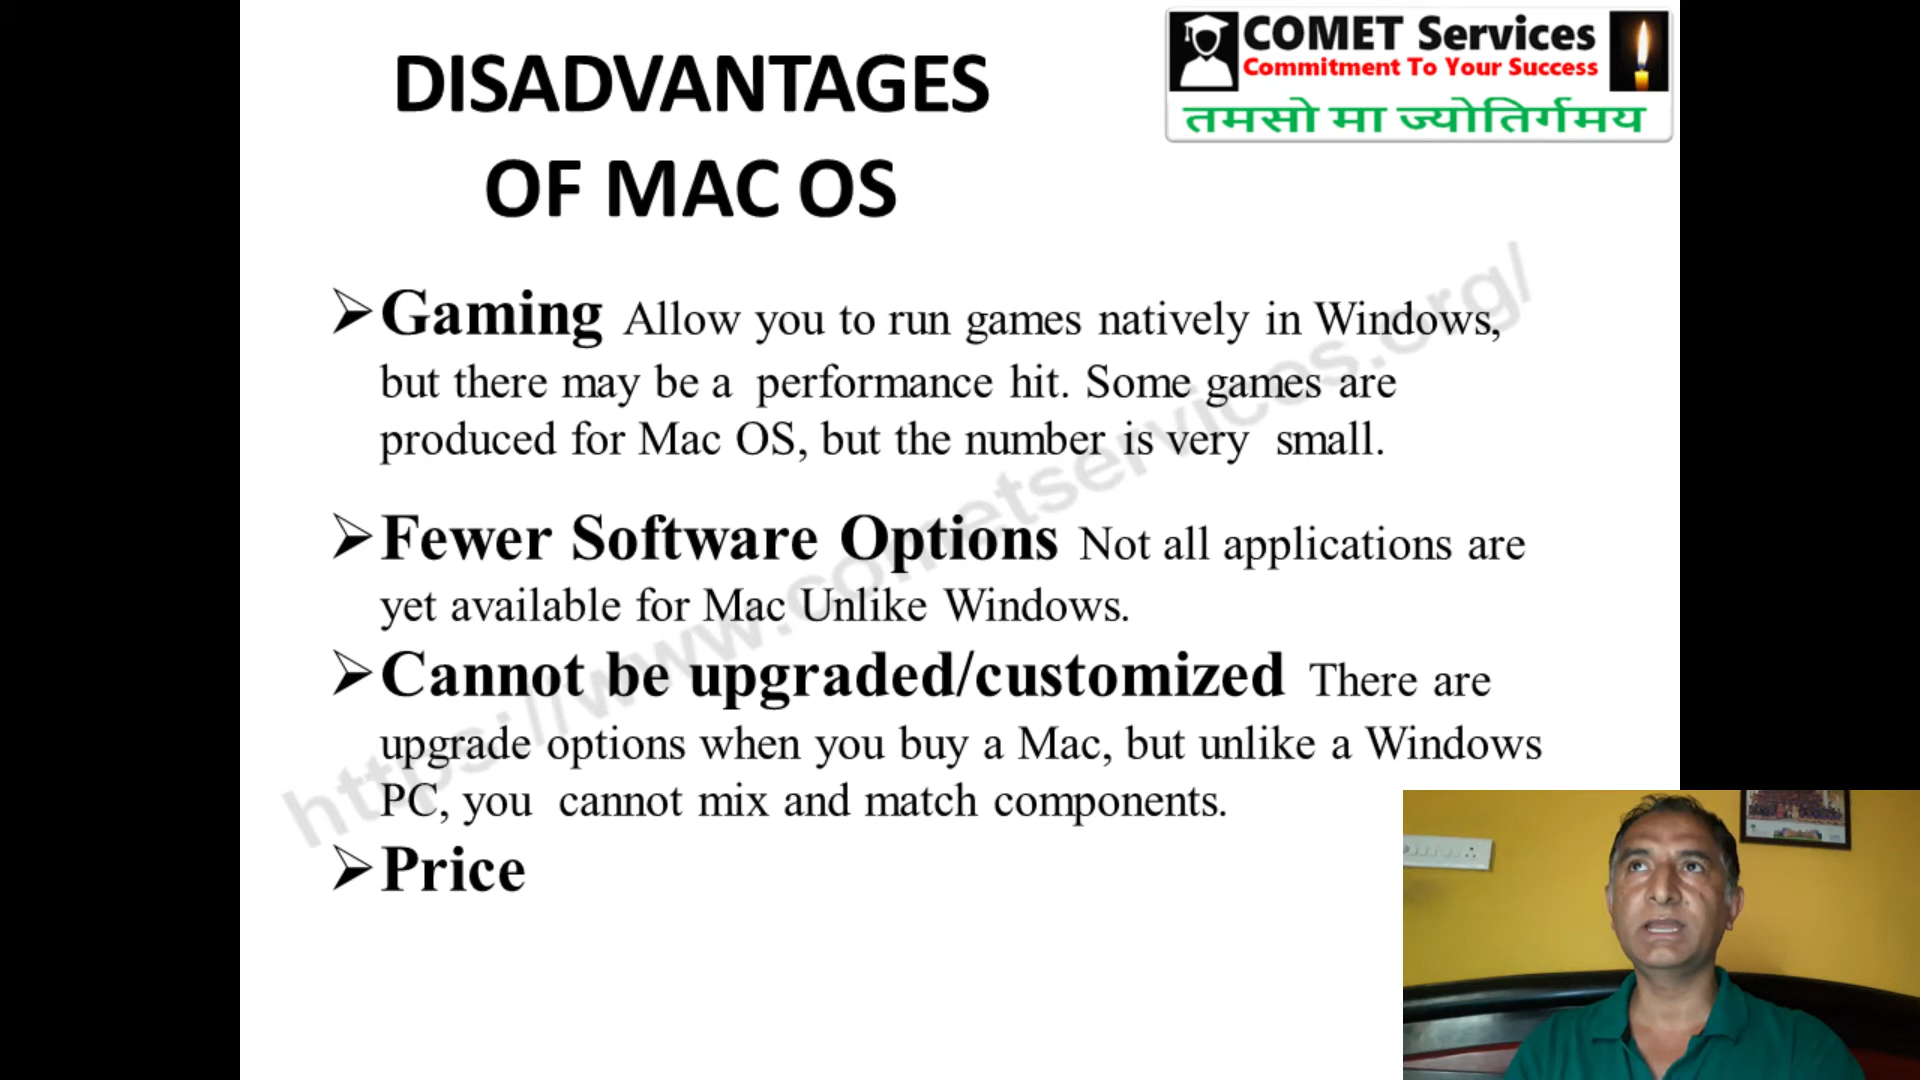 DISADVANTAGES
OF MAC OS
COMET Services
Commitment To Your Success
तमसो मा ज्योतिर्गमय
➢Gaming Allow you to run games natively in Windows,
but there may be a performance hit. Some games are
produced for Mac OS, but the number is very small.
➢Fewer Software Options Not all applications are
yet available for Mac Unlike Windows.
➢Cannot be upgraded/customized There are
upgrade options when you buy a Mac, but unlike a Windows
PC, you cannot mix and match components.
➢Price
https://www.cometservices.org/